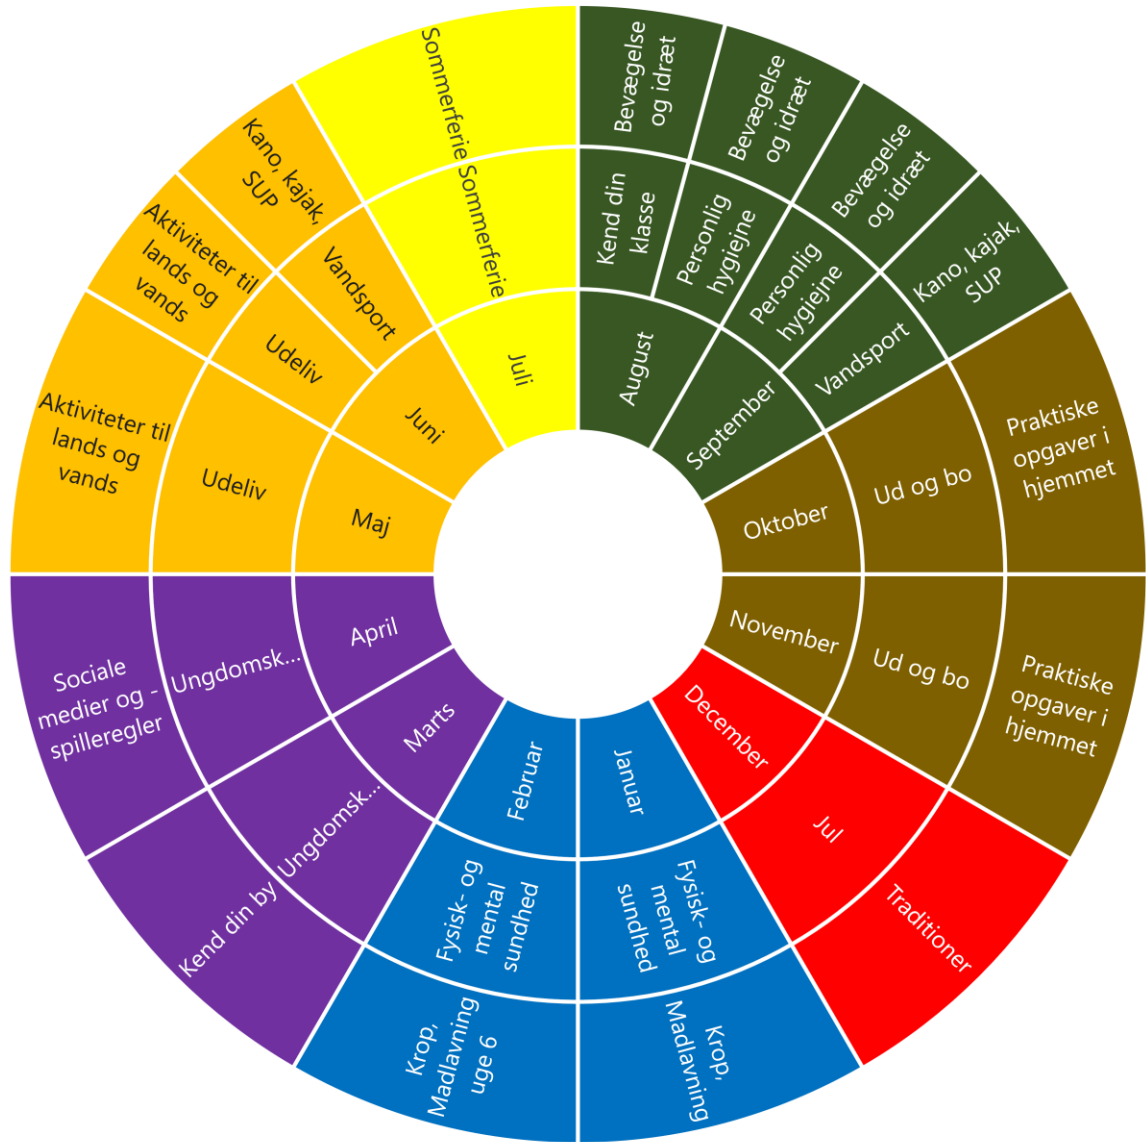 August
Kend din
klasse
Bevægelse
og idræt
Personlig
hygiejne
Bevægelse
og idræt
September
Personlig
hygiejne
Bevægelse
og idræt
Vandsport
Kano, kajak,
SUP
Oktober
Ud og bo
Praktiske
opgaver i
hjemmet
November
Ud og bo
Praktiske
opgaver i
hjemmet
December
Jul
Traditioner
Januar
Fysisk- og
mental
sundhed
Krop,
Madlavning
Februar
Fysisk- og
mental
sundhed
Krop,
Madlavning
uge 6
Marts
Ungdomsk...
Kend din by
April
Ungdomsk...
Sociale
medier og -
spilleregler
Maj
Udeliv
Aktiviteter til
lands og
vands
Juni
Udeliv
Aktiviteter til
lands og
vands
Vandsport
Kano, kajak,
SUP
Juli
Sommerferie
Sommerferie